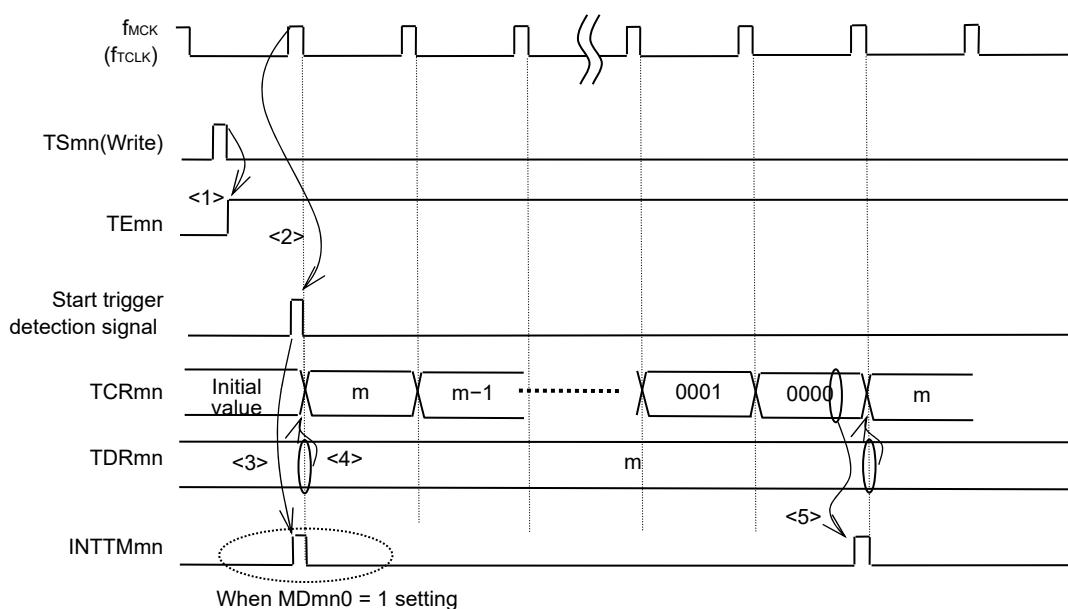 fMCK
(fTCLK)
TSmn(Write)
<1>
TEmn
<2>
Start trigger
detection signal
TCRmn
Initial
value
m
m−1
0001
0000
m
TDRmn
<3>
<4>
m
<5>
INTTMmn
When MDmn0 = 1 setting